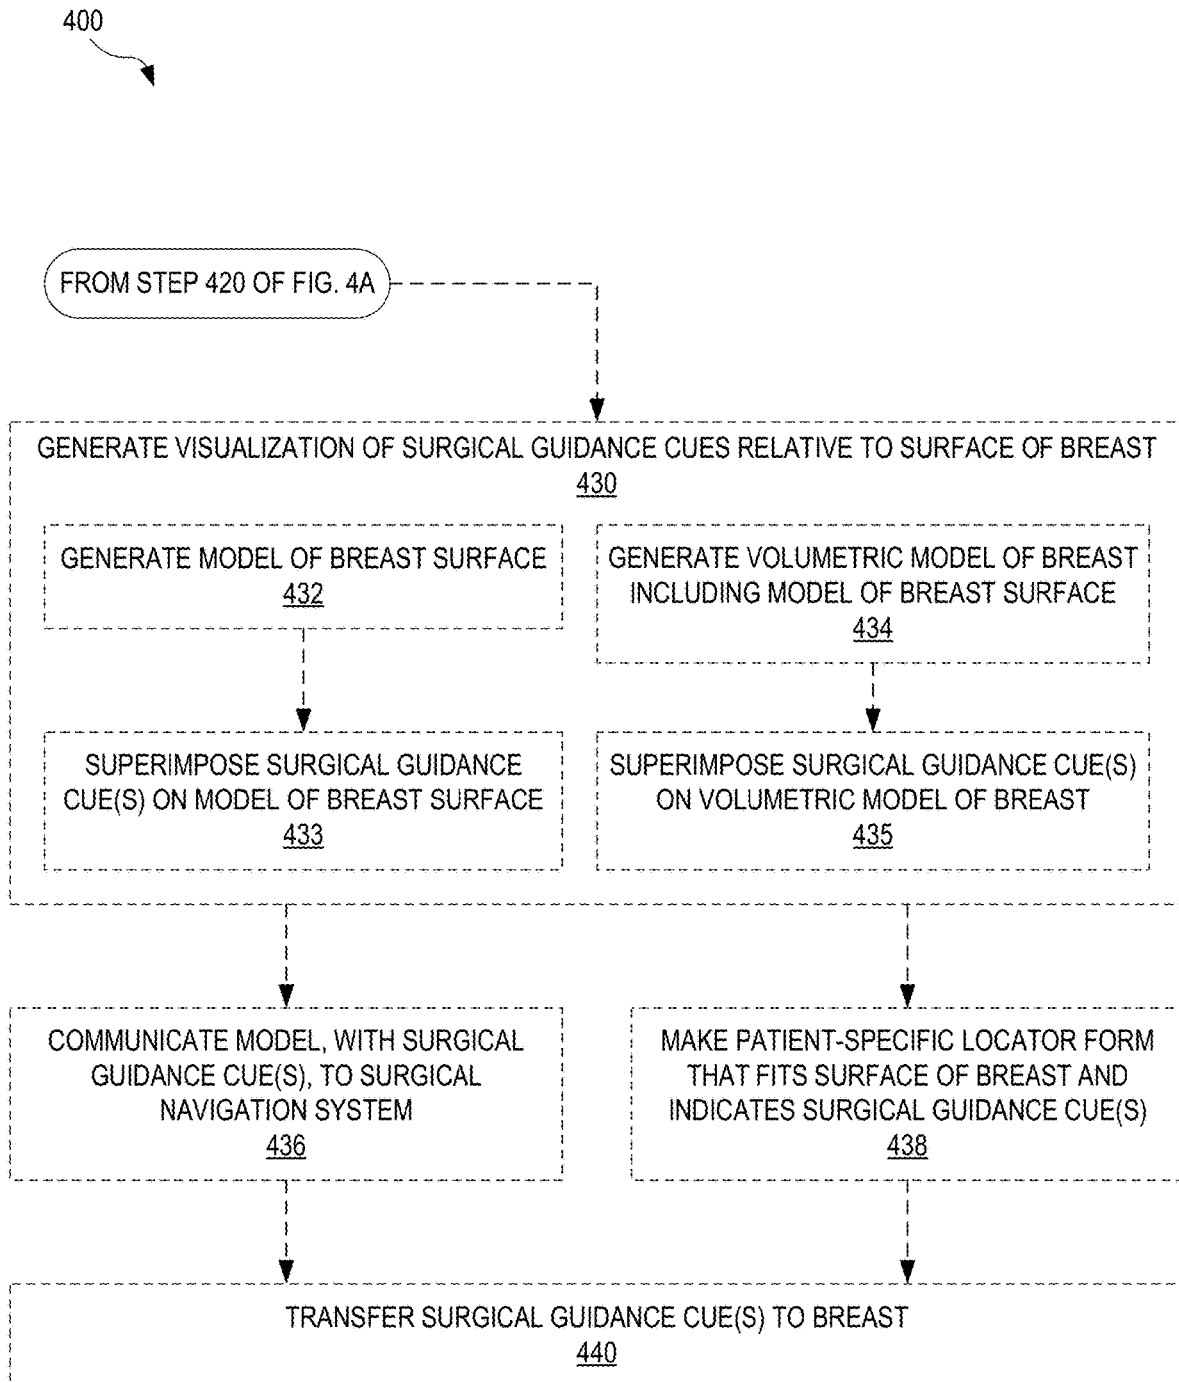 400
FROM STEP 420 OF FIG. 4A
GENERATE VISUALIZATION OF SURGICAL GUIDANCE CUES RELATIVE TO SURFACE OF BREAST
430
GENERATE MODEL OF BREAST SURFACE
432
GENERATE VOLUMETRIC MODEL OF BREAST
INCLUDING MODEL OF BREAST SURFACE
434
SUPERIMPOSE SURGICAL GUIDANCE
CUE(S) ON MODEL OF BREAST SURFACE
433
SUPERIMPOSE SURGICAL GUIDANCE CUE(S)
ON VOLUMETRIC MODEL OF BREAST
435
COMMUNICATE MODEL, WITH SURGICAL
GUIDANCE CUE(S), TO SURGICAL
NAVIGATION SYSTEM
436
MAKE PATIENT-SPECIFIC LOCATOR FORM
THAT FITS SURFACE OF BREAST AND
INDICATES SURGICAL GUIDANCE CUE(S)
438
TRANSFER SURGICAL GUIDANCE CUE(S) TO BREAST
440